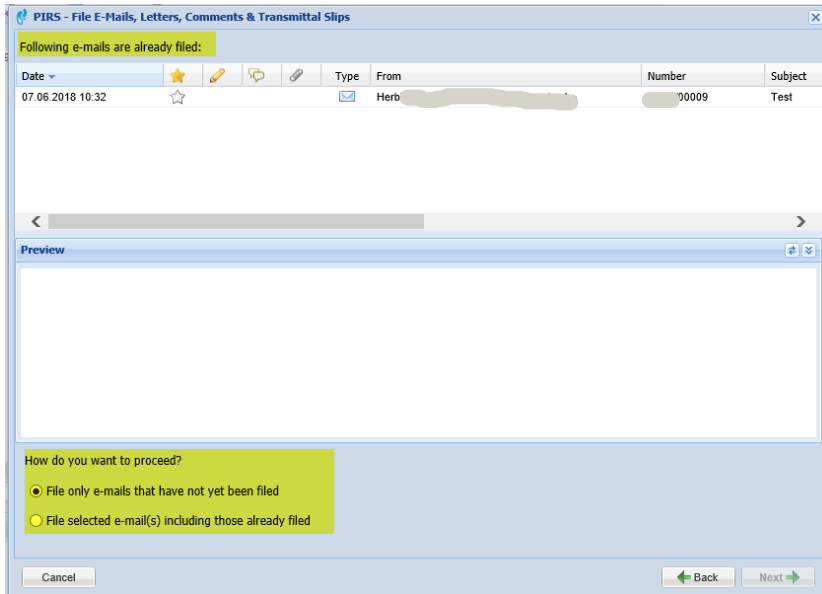 PIRS - File E-Mails, Letters, Comments & Transmittal Slips
Following e-mails are already filed:
Date Type From Number Subject
07.06.2018 10:32 Herb 00009 Test
Preview
How do you want to proceed?
File only e-mails that have not yet been filed
File selected e-mail(s) including those already filed
Cancel Back Next